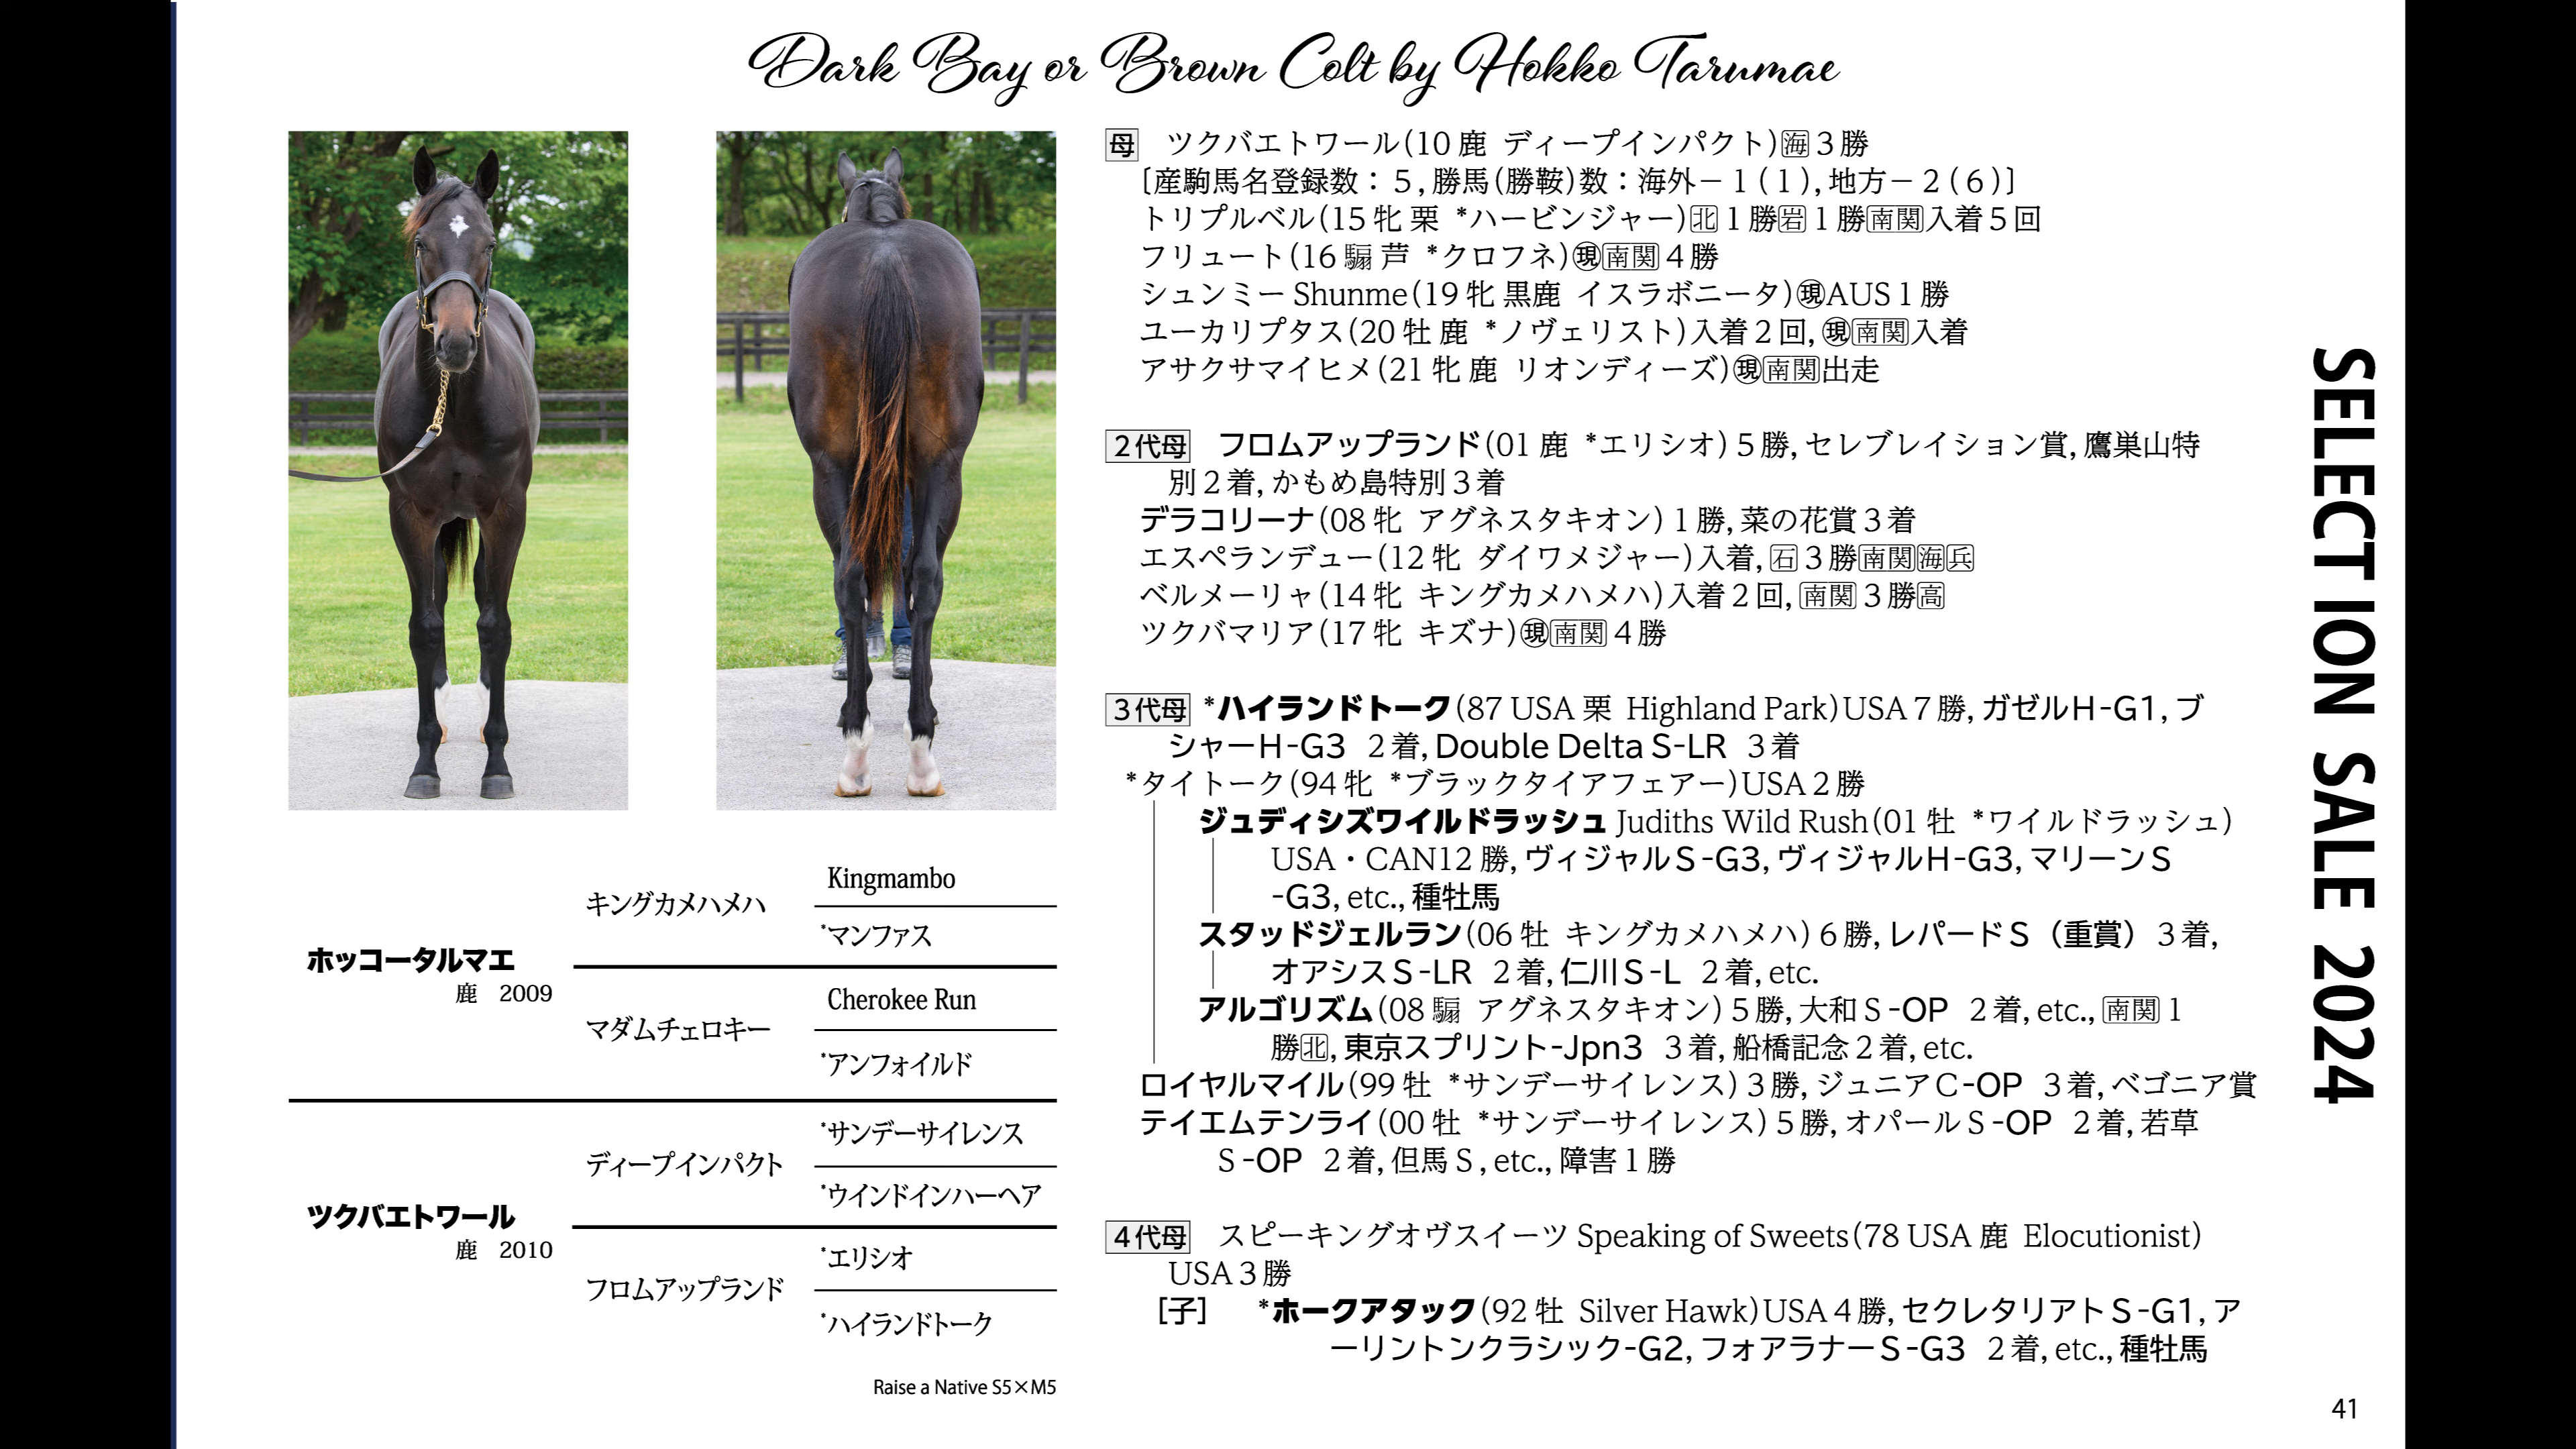 Dark Bay or Brown Colt by Hokko Tarumae
母 ツクバエトワール(10 鹿 ディープインパクト)海3勝
〔産駒馬名登録数：5, 勝馬(勝鞍)数：海外－1(1), 地方－2(6)〕
トリプルベル(15 牝 栗 *ハービンジャー)北1勝岩1勝南関入着5回
フリュート(16 騸 芦 *クロフネ)現南関4勝
シュンミー Shunme(19 牝 黒鹿 イスラボニータ)現AUS1勝
ユーカリプタス(20 牡 鹿 *ノヴェリスト)入着2回, 現南関入着
アサクサマイヒメ(21 牝 鹿 リオンディーズ)現南関出走
2代母 フロムアップランド(01 鹿 *エリシオ)5勝, セレブレイション賞, 鷹巣山特
別2着, かもめ島特別3着
デラコリーナ(08 牝 アグネスタキオン)1勝, 菜の花賞3着
エスペランデュー(12 牝 ダイワメジャー)入着, 石3勝南関海兵
ベルメーリャ(14 牝 キングカメハメハ)入着2回, 南関3勝高
ツクバマリア(17 牝 キズナ)現南関4勝
3代母 *ハイランドトーク(87 USA 栗 Highland Park)USA7勝, ガゼルH-G1, ブ
シャーH-G3 2着, Double Delta S-LR 3着
*タイトーク(94 牝 *ブラックタイアフェアー)USA2勝
ジュディシズワイルドラッシュ Judiths Wild Rush(01 牡 *ワイルドラッシュ)
USA・CAN12勝, ヴィジャルS-G3, ヴィジャルH-G3, マリーンS
-G3, etc., 種牡馬
スタッドジェルラン(06 牡 キングカメハメハ)6勝, レパードS（重賞）3着,
オアシスS-LR 2着, 仁川S-L 2着, etc.
アルゴリズム(08 騸 アグネスタキオン)5勝, 大和S-OP 2着, etc., 南関1
勝北, 東京スプリント-Jpn3 3着, 船橋記念2着, etc.
ロイヤルマイル(99 牡 *サンデーサイレンス)3勝, ジュニアC-OP 3着, ベゴニア賞
テイエムテンライ(00 牡 *サンデーサイレンス)5勝, オパールS-OP 2着, 若草
S-OP 2着, 但馬S, etc., 障害1勝
4代母 スピーキングオヴスイーツ Speaking of Sweets(78 USA 鹿 Elocutionist)
USA3勝
［子］ *ホークアタック(92 牡 Silver Hawk)USA4勝, セクレタリアトS-G1, ア
ーリントンクラシック-G2, フォアラナーS-G3 2着, etc., 種牡馬
ホッコータルマエ
鹿 2009
キングカメハメハ
Kingmambo
*マンファス
マダムチェロキー
Cherokee Run
*アンフォイルド
ツクバエトワール
鹿 2010
ディープインパクト
*サンデーサイレンス
*ウインドインハーヘア
フロムアップランド
*エリシオ
*ハイランドトーク
Raise a Native S5×M5
SELECTION SALE 2024
41